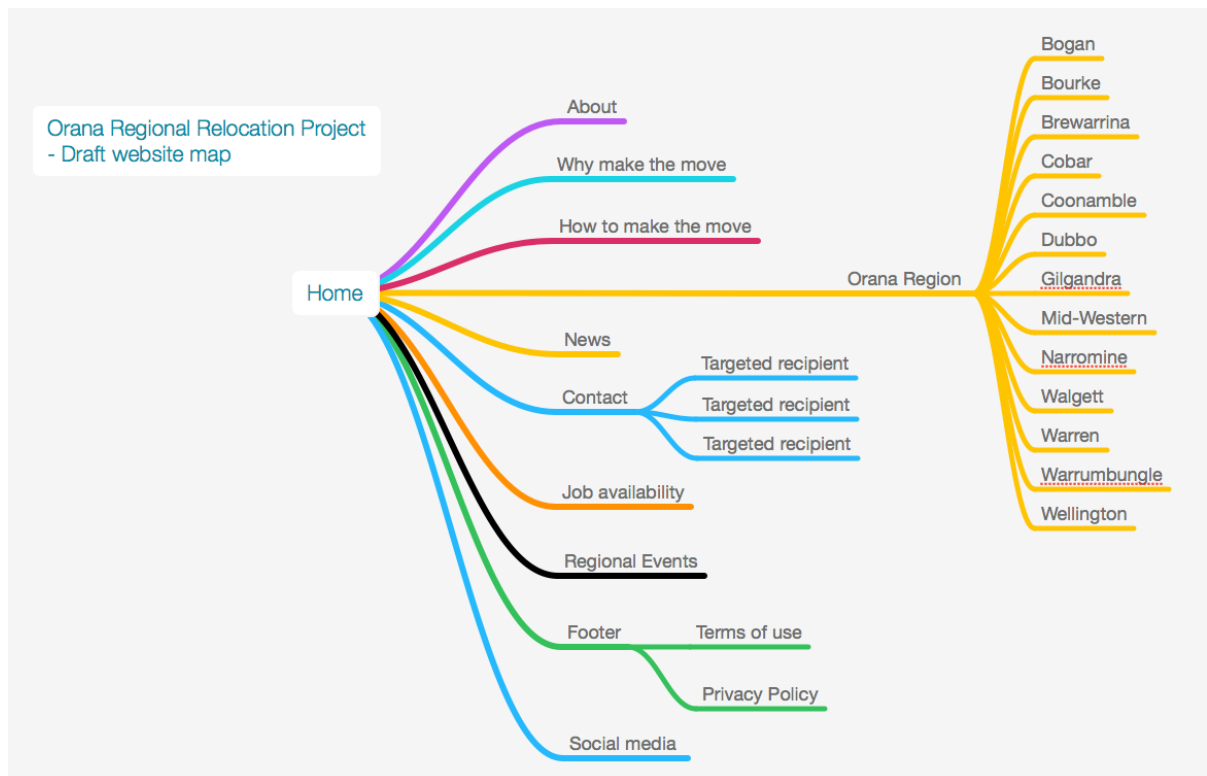 Orana Regional Relocation Project
- Draft website map
Home
About
Why make the move
How to make the move
Orana Region
Bogan
Bourke
Brewarrina
Cobar
Coonamble
Dubbo
Gilgandra
Mid-Western
Narromine
Walgett
Warren
Warrumbungle
Wellington
News
Contact
Targeted recipient
Targeted recipient
Targeted recipient
Job availability
Regional Events
Footer
Terms of use
Privacy Policy
Social media